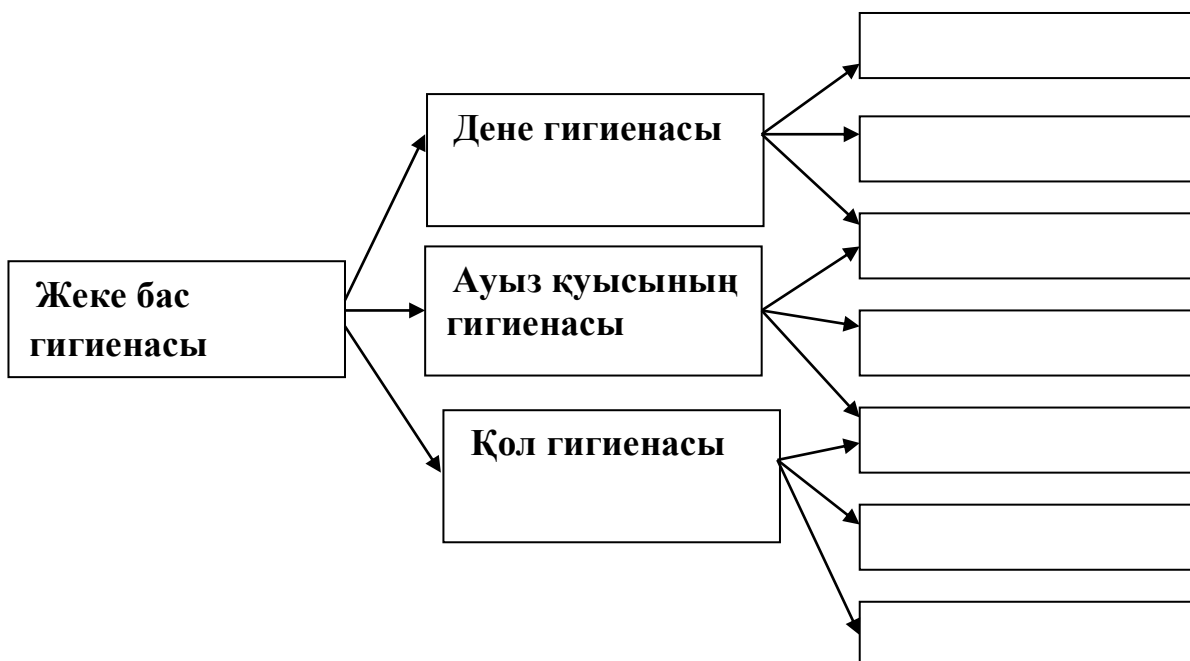 Дене гигиенасы
Жеке бас
гигиенасы
Ауыз қуысының
гигиенасы
Қол гигиенасы